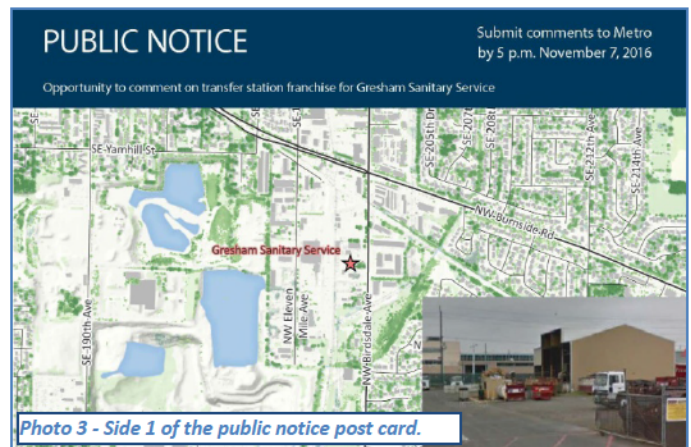 PUBLIC NOTICE
Submit comments to Metro
by 5 p.m. November 7, 2016
Opportunity to comment on transfer station franchise for Gresham Sanitary Service
SE-Yamhill St
SE-205th Dr
SE-207th
SE-208th
SE-212th Ave
SE-214th
NW-Burnside-Rd
Gresham Sanitary Service
SE-190th Ave
NW Eleven
Mile Ave
NW-Birdsdale-Ave
Photo 3 - Side 1 of the public notice post card.